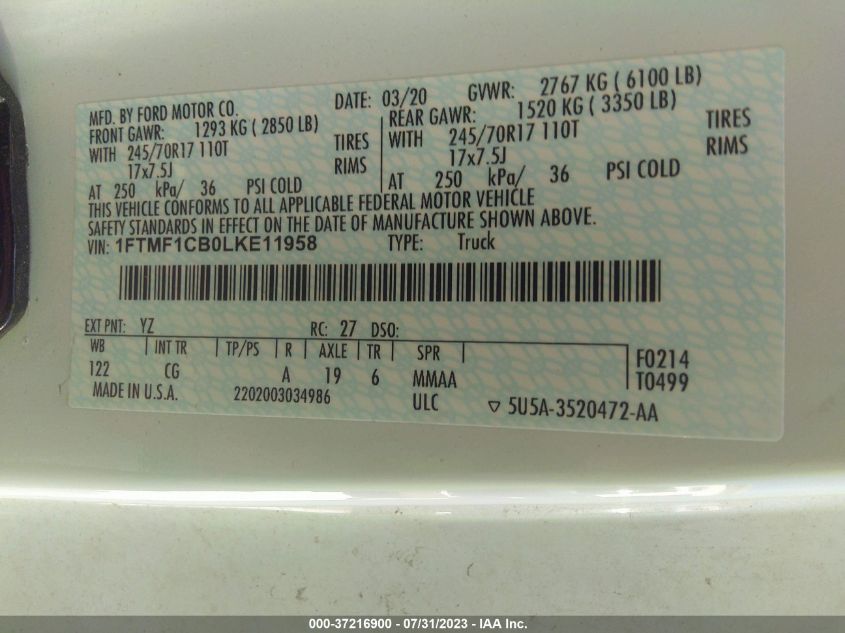 MFD. BY FORD MOTOR CO. DATE: 03/20 GVWR: 2767 KG ( 6100 LB)
FRONT GAWR: 1293 KG ( 2850 LB) REAR GAWR: 1520 KG ( 3350 LB)
WITH 245/70R17 110T TIRES WITH 245/70R17 110T TIRES
17x7.5J RIMS 17x7.5J RIMS
AT 250 kPa/ 36 PSI COLD AT 250 kPa/ 36 PSI COLD
THIS VEHICLE CONFORMS TO ALL APPLICABLE FEDERAL MOTOR VEHICLE
SAFETY STANDARDS IN EFFECT ON THE DATE OF MANUFACTURE SHOWN ABOVE.
VIN: 1FTMF1CB0LKE11958 TYPE: Truck
EXT PNT: YZ RC: 27 DSO:
WB INT TR TP/PS R AXLE TR SPR F0214
122 CG A 19 6 MMAA T0499
MADE IN U.S.A. 2202003034986 ULC ▽ 5U5A-3520472-AA
000-37216900 - 07/31/2023 - IAA Inc.